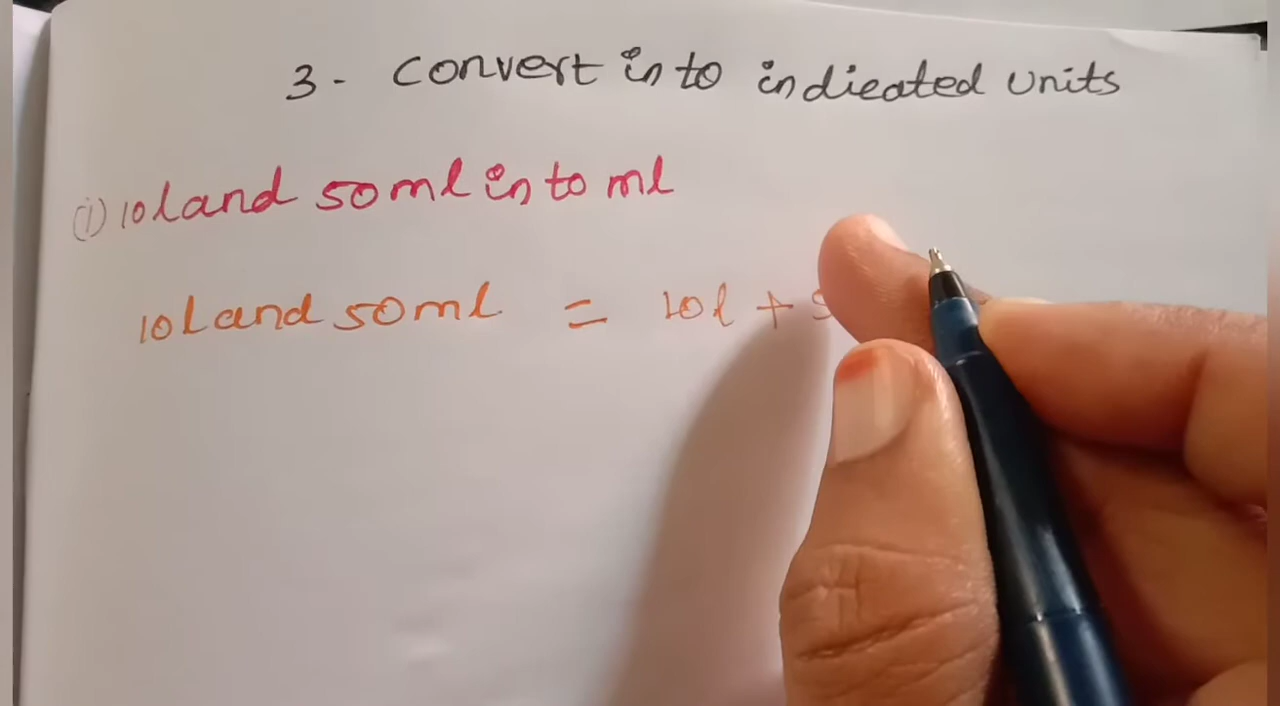 3 - convert into indicated units
(i) 10l and 50ml into ml
10l and 50ml = 10l + 5